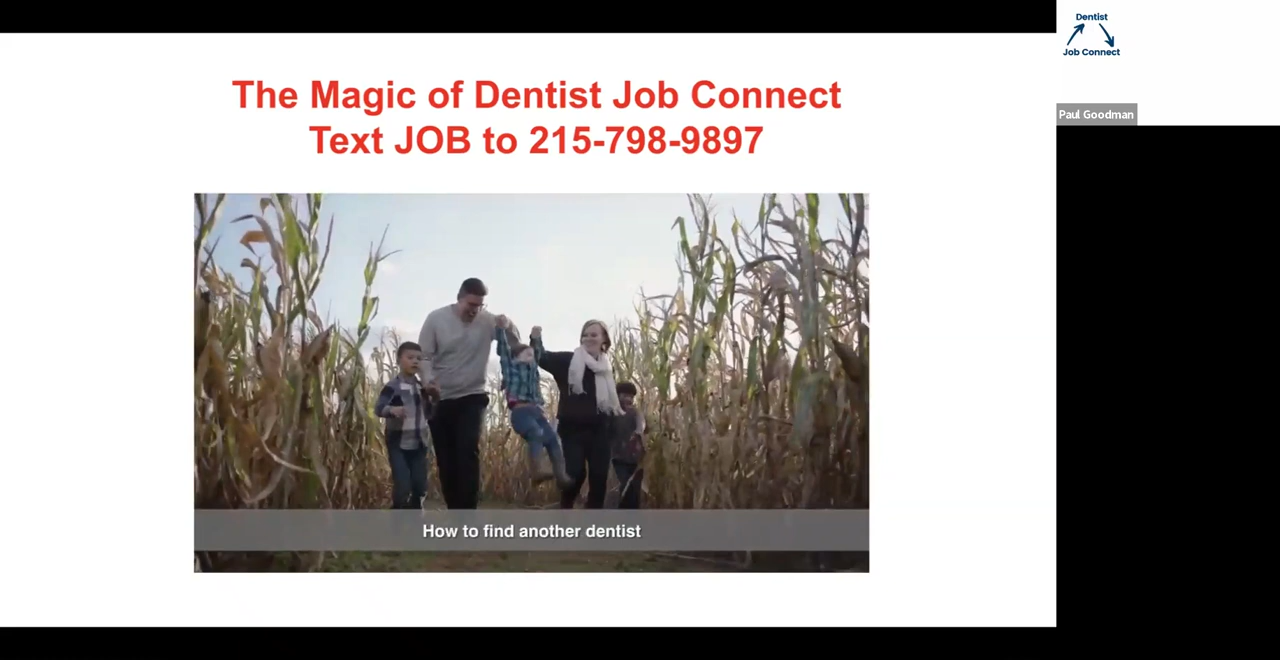 The Magic of Dentist Job Connect
Text JOB to 215-798-9897
How to find another dentist
Dentist
Job Connect
Paul Goodman